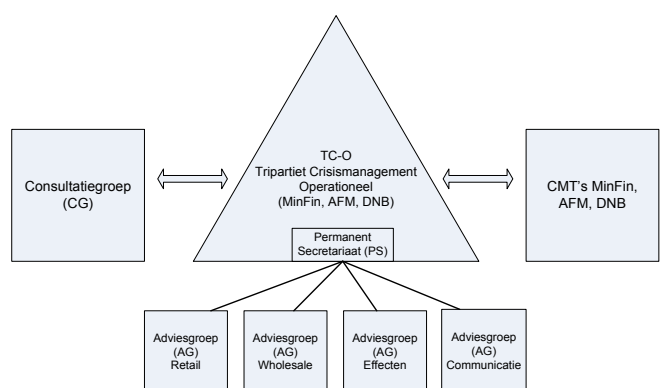 Consultatiegroep
(CG)
TC-O
Tripartiet Crisismanagement
Operationeel
(MinFin, AFM, DNB)
CMT's MinFin,
AFM, DNB
Permanent
Secretariaat (PS)
Adviesgroep
(AG)
Retail
Adviesgroep
(AG)
Wholesale
Adviesgroep
(AG)
Effecten
Adviesgroep
(AG)
Communicatie